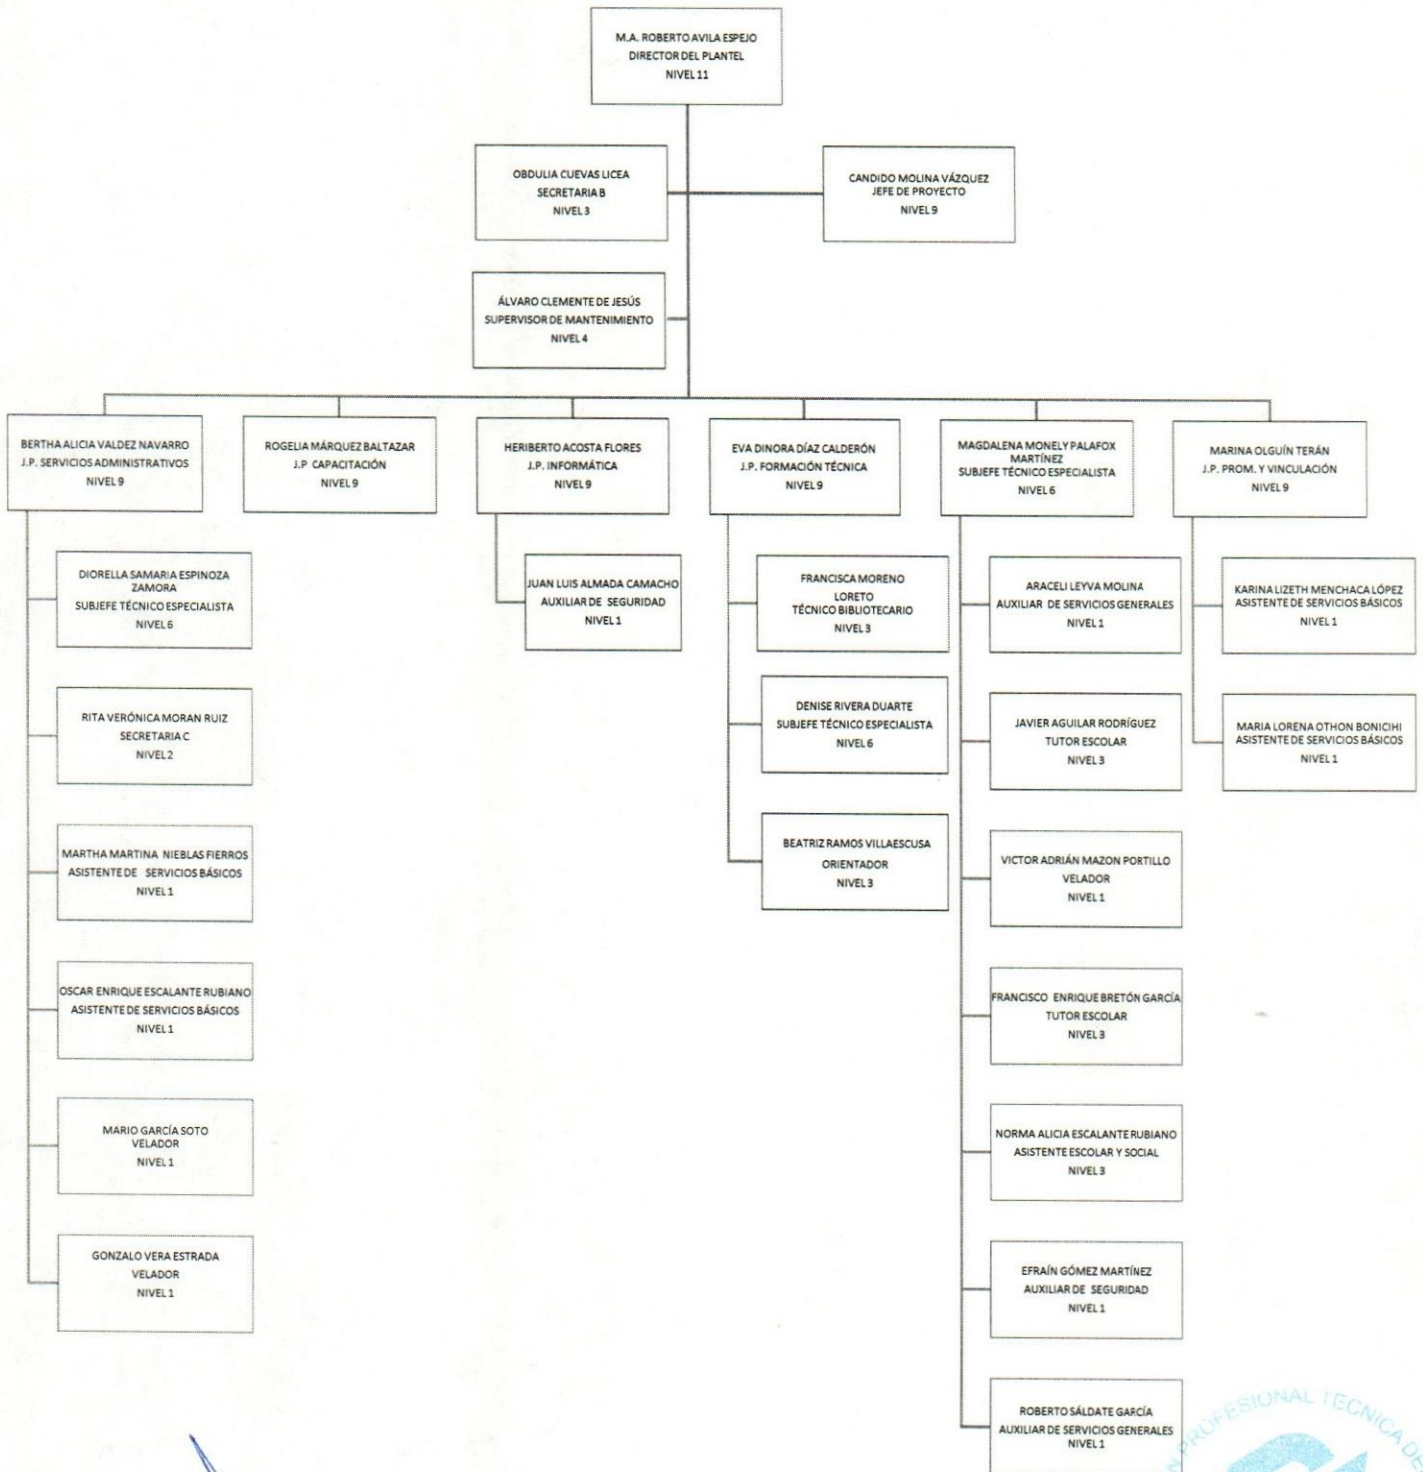 M.A. ROBERTO AVILA ESPEJO
DIRECTOR DEL PLANTEL
NIVEL 11
OBDULIA CUEVAS LICEA
SECRETARIA B
NIVEL 3
CANDIDO MOLINA VÁZQUEZ
JEFE DE PROYECTO
NIVEL 9
ÁLVARO CLEMENTE DE JESÚS
SUPERVISOR DE MANTENIMIENTO
NIVEL 4
BERTHA ALICIA VALDEZ NAVARRO
J.P. SERVICIOS ADMINISTRATIVOS
NIVEL 9
ROGELIA MÁRQUEZ BALTAZAR
J.P CAPACITACIÓN
NIVEL 9
HERIBERTO ACOSTA FLORES
J.P. INFORMÁTICA
NIVEL 9
EVA DINORA DÍAZ CALDERÓN
J.P. FORMACIÓN TÉCNICA
NIVEL 9
MAGDALENA MONELY PALAFOX
MARTÍNEZ
SUBJEFE TÉCNICO ESPECIALISTA
NIVEL 6
MARINA OLGUÍN TERÁN
J.P. PROM. Y VINCULACIÓN
NIVEL 9
DIORELLA SAMARIA ESPINOZA
ZAMORA
SUBJEFE TÉCNICO ESPECIALISTA
NIVEL 6
RITA VERÓNICA MORAN RUIZ
SECRETARIA C
NIVEL 2
MARTHA MARTINA NIEBLAS FIERROS
ASISTENTE DE SERVICIOS BÁSICOS
NIVEL 1
OSCAR ENRIQUE ESCALANTE RUBIANO
ASISTENTE DE SERVICIOS BÁSICOS
NIVEL 1
MARIO GARCÍA SOTO
VELADOR
NIVEL 1
GONZALO VERA ESTRADA
VELADOR
NIVEL 1
JUAN LUIS ALMADA CAMACHO
AUXILIAR DE SEGURIDAD
NIVEL 1
FRANCISCA MORENO
LORETO
TÉCNICO BIBLIOTECARIO
NIVEL 3
DENISE RIVERA DUARTE
SUBJEFE TÉCNICO ESPECIALISTA
NIVEL 6
BEATRIZ RAMOS VILLAESCUSA
ORIENTADOR
NIVEL 3
ARACELI LEYVA MOLINA
AUXILIAR DE SERVICIOS GENERALES
NIVEL 1
JAVIER AGUILAR RODRÍGUEZ
TUTOR ESCOLAR
NIVEL 3
VICTOR ADRIÁN MAZON PORTILLO
VELADOR
NIVEL 1
FRANCISCO ENRIQUE BRETÓN GARCÍA
TUTOR ESCOLAR
NIVEL 3
NORMA ALICIA ESCALANTE RUBIANO
ASISTENTE ESCOLAR Y SOCIAL
NIVEL 3
EFRAÍN GÓMEZ MARTÍNEZ
AUXILIAR DE SEGURIDAD
NIVEL 1
ROBERTO SÁLDATE GARCÍA
AUXILIAR DE SERVICIOS GENERALES
NIVEL 1
KARINA LIZETH MENCHACA LÓPEZ
ASISTENTE DE SERVICIOS BÁSICOS
NIVEL 1
MARIA LORENA OTHON BONICIHI
ASISTENTE DE SERVICIOS BÁSICOS
NIVEL 1
PROFESIONAL TECNICA DE